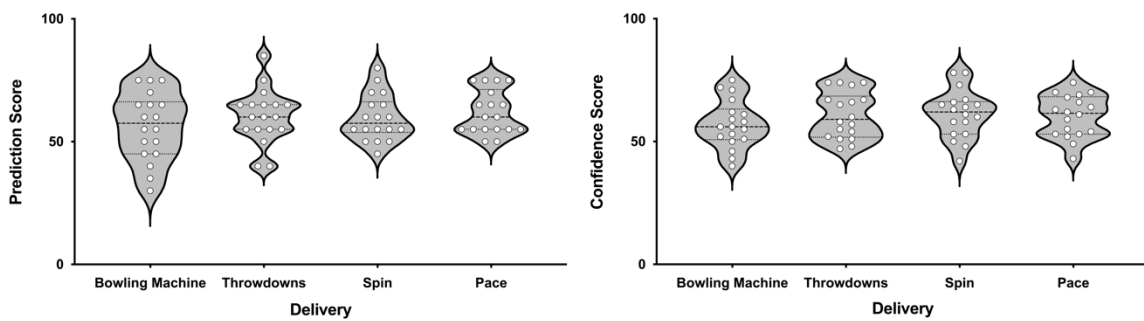 Prediction Score
100
50
0
Bowling Machine Throwdowns Spin Pace
Delivery
Confidence Score
100
50
0
Bowling Machine Throwdowns Spin Pace
Delivery